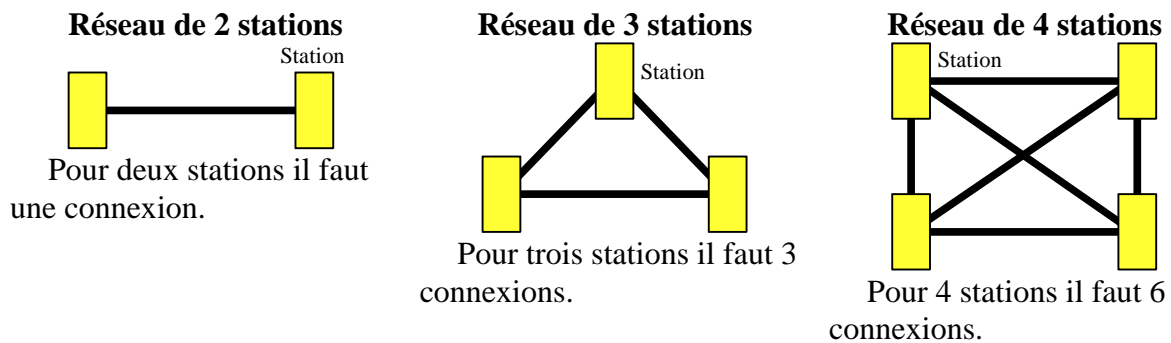 Réseau de 2 stations
Station
Pour deux stations il faut
une connexion.
Réseau de 3 stations
Station
Pour trois stations il faut 3
connexions.
Réseau de 4 stations
Station
Pour 4 stations il faut 6
connexions.